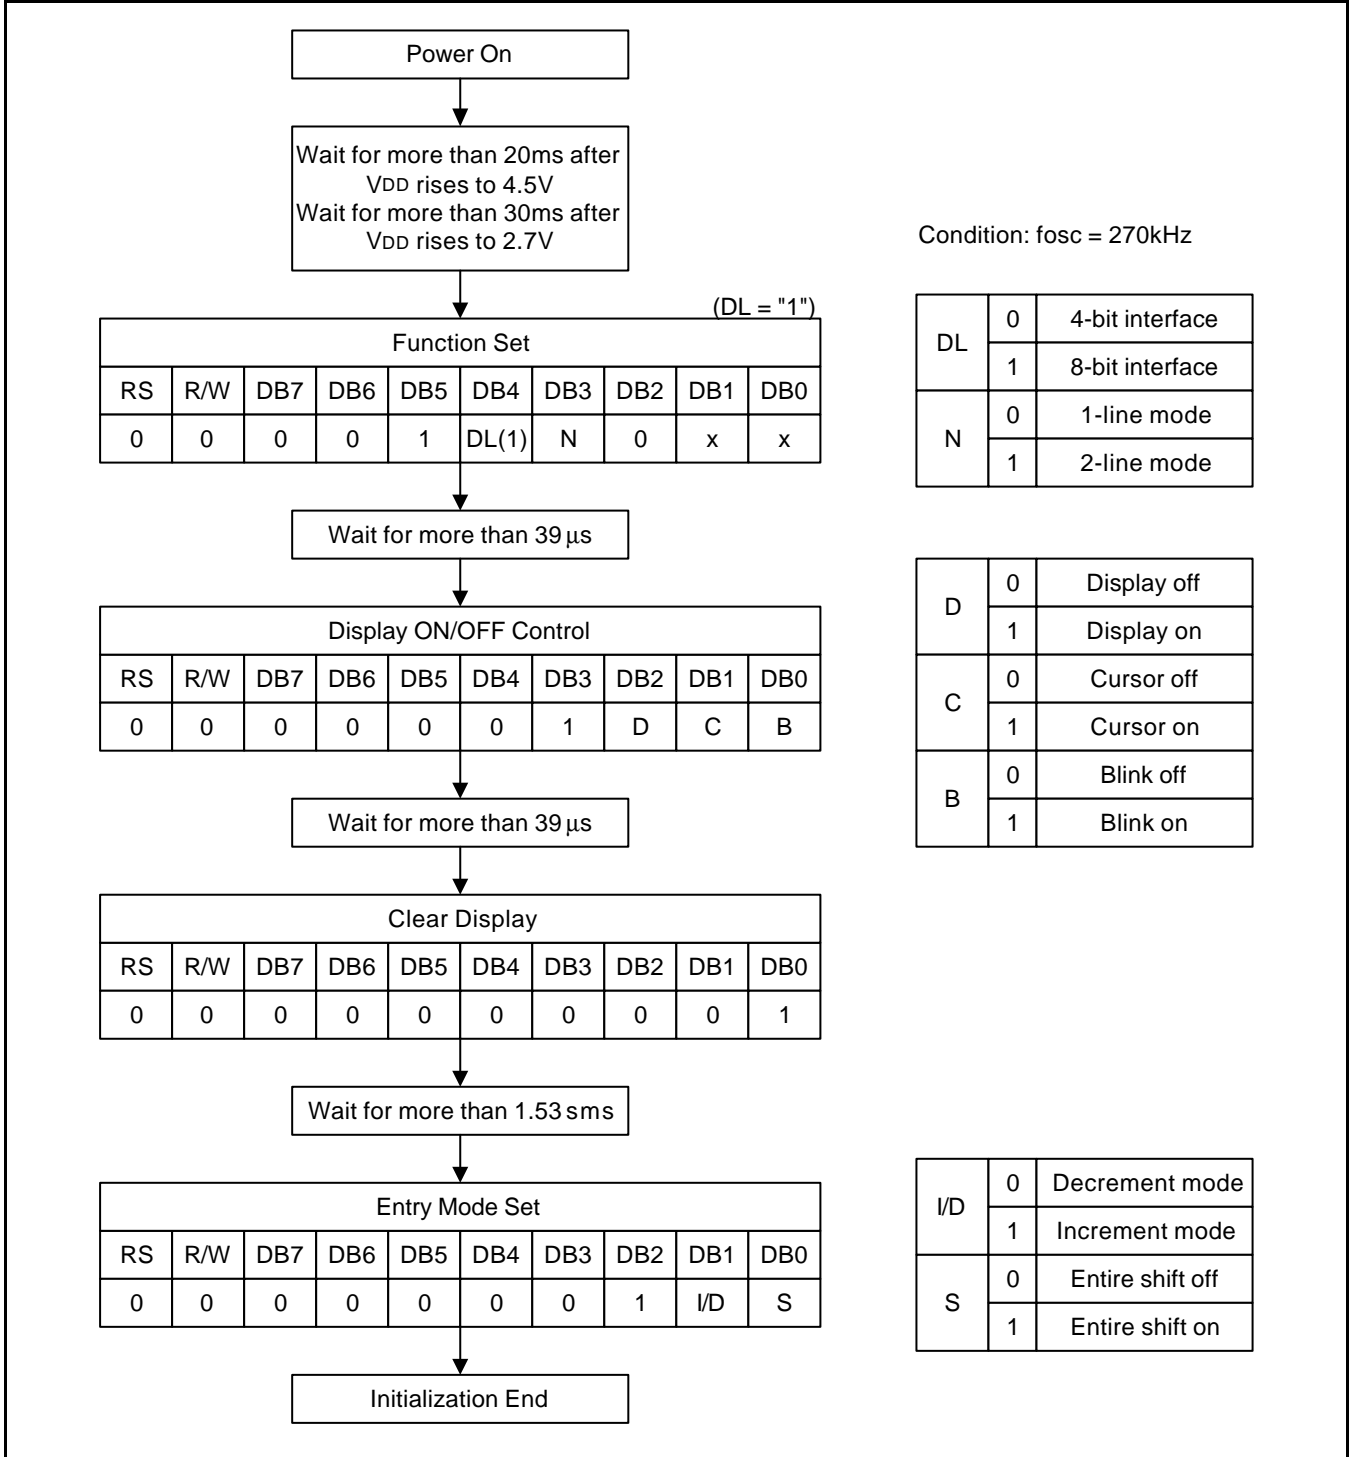 Power On
Wait for more than 20ms after
VDD rises to 4.5V
Wait for more than 30ms after
VDD rises to 2.7V
Condition: fosc = 270kHz
(DL = "1")
Function Set
RS R/W DB7 DB6 DB5 DB4 DB3 DB2 DB1 DB0
0 0 0 0 1 DL(1) N 0 x x
DL 0 4-bit interface
1 8-bit interface
N 0 1-line mode
1 2-line mode
Wait for more than 39 μs
Display ON/OFF Control
RS R/W DB7 DB6 DB5 DB4 DB3 DB2 DB1 DB0
0 0 0 0 0 0 1 D C B
D 0 Display off
1 Display on
C 0 Cursor off
1 Cursor on
B 0 Blink off
1 Blink on
Wait for more than 39 μs
Clear Display
RS R/W DB7 DB6 DB5 DB4 DB3 DB2 DB1 DB0
0 0 0 0 0 0 0 0 0 1
Wait for more than 1.53 sms
Entry Mode Set
RS R/W DB7 DB6 DB5 DB4 DB3 DB2 DB1 DB0
0 0 0 0 0 0 0 1 I/D S
I/D 0 Decrement mode
1 Increment mode
S 0 Entire shift off
1 Entire shift on
Initialization End